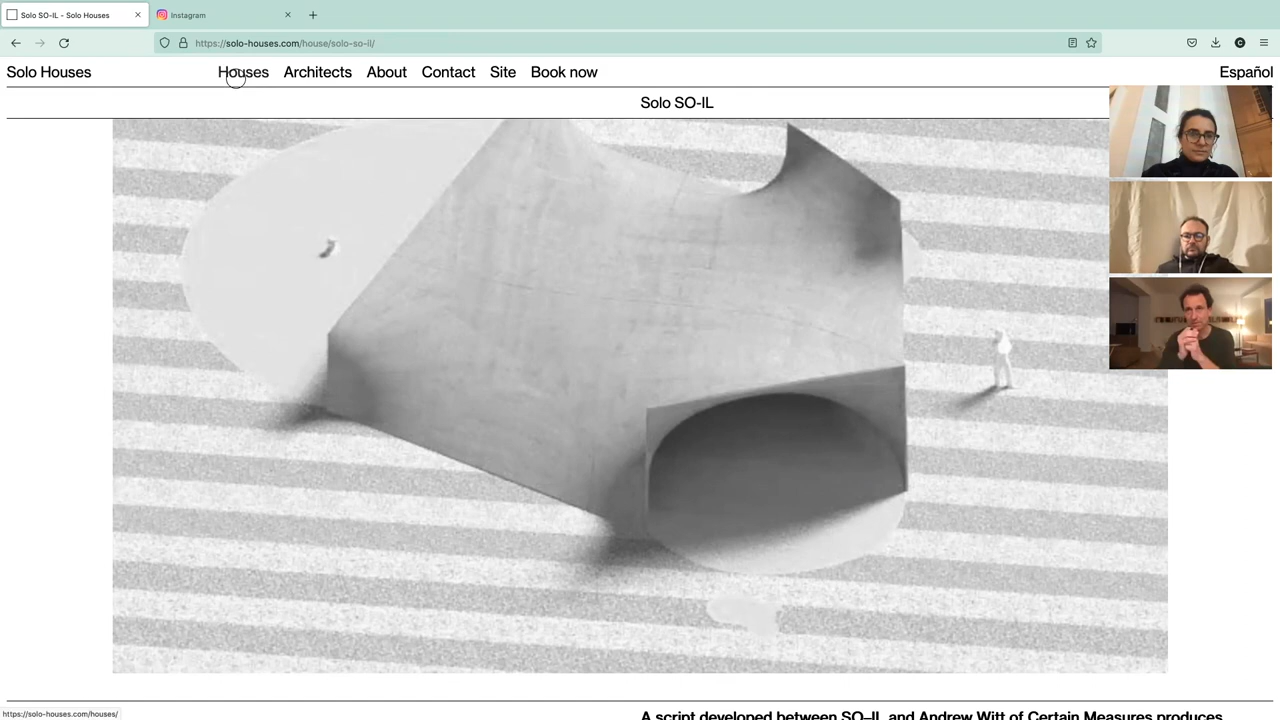 Solo SO-IL - Solo Houses
Instagram
https://solo-houses.com/house/solo-so-il/
Solo Houses Houses Architects About Contact Site Book now Español
Solo SO-IL
https://solo-houses.com/houses/
A script developed between SO–IL and Andrew Witt of Certain Measures produces